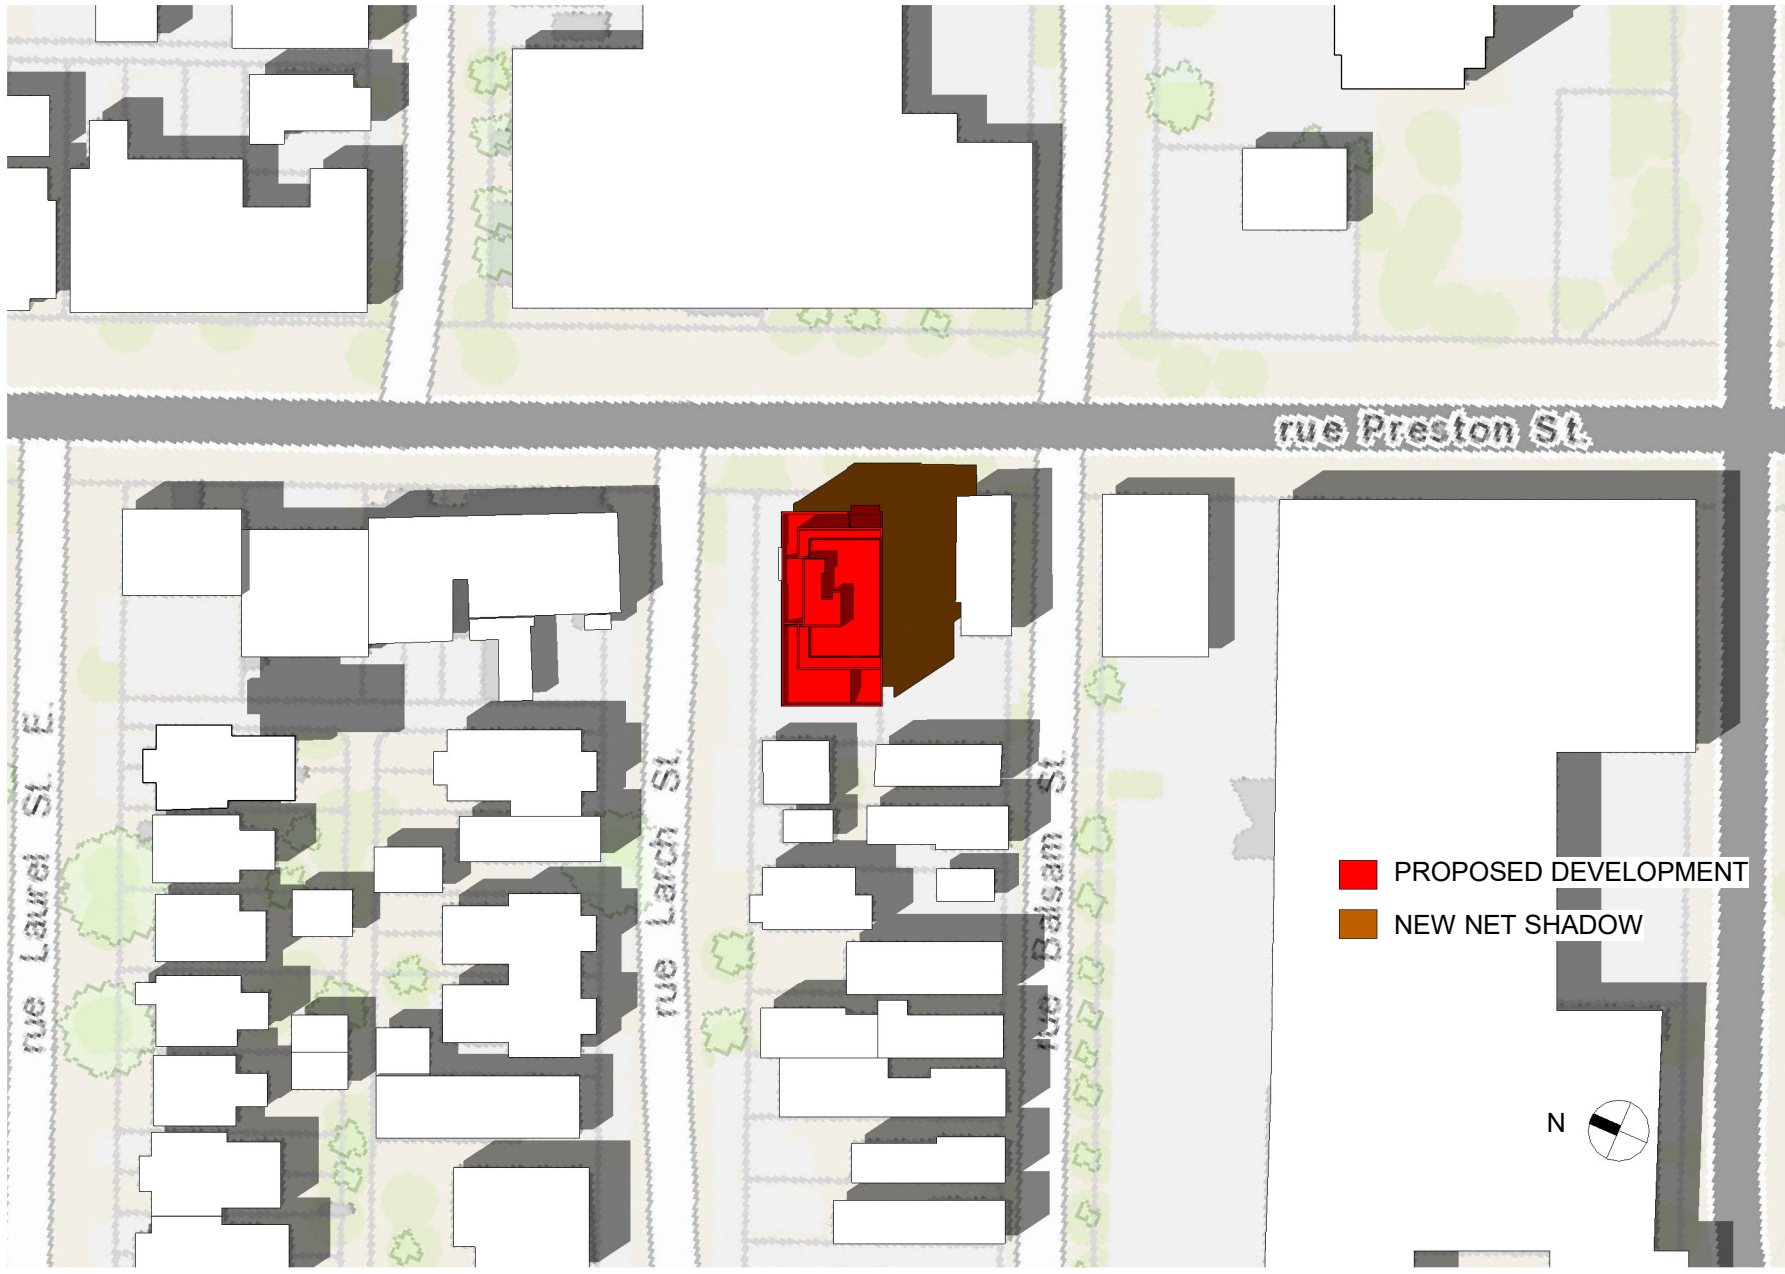 rue Preston St.
rue Laurel St. E.
rue Larch St.
rue Balsam St.
PROPOSED DEVELOPMENT
NEW NET SHADOW
N